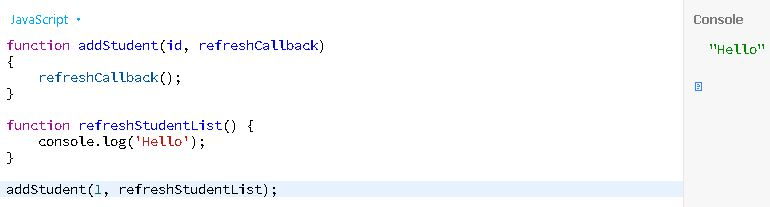 JavaScript
Console
function addStudent(id, refreshCallback)
{
    refreshCallback();
}
function refreshStudentList() {
    console.log('Hello');
}
addStudent(1, refreshStudentList);
"Hello"